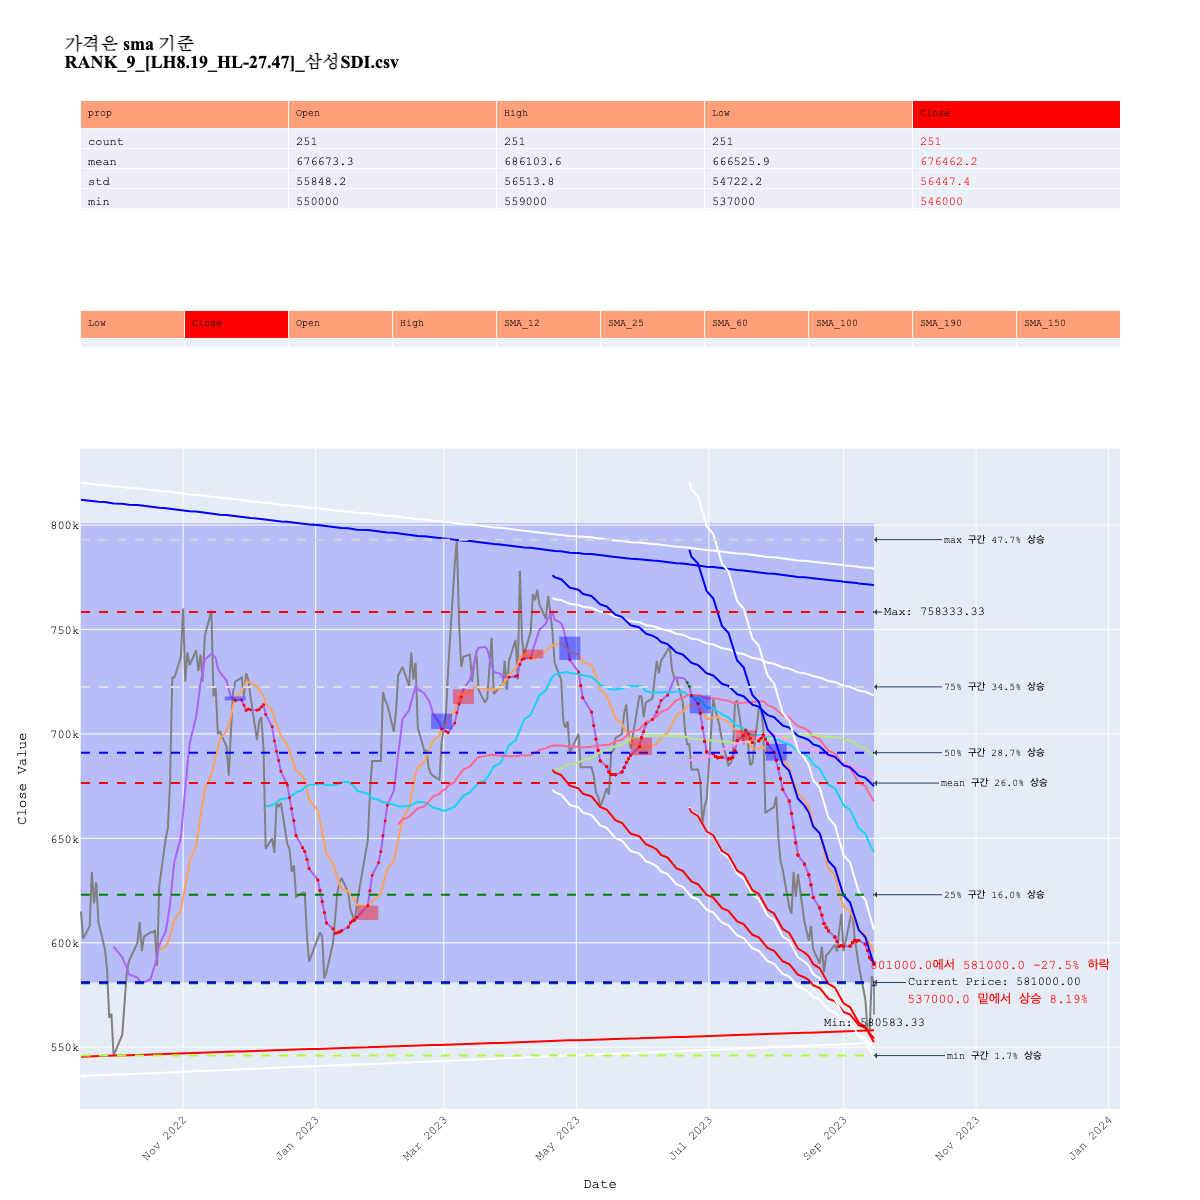 가격은 sma 기준
RANK_9_[LH8.19_HL-27.47]_삼성SDI.csv
prop Open High Low Close
count 251 251 251 251
mean 676673.3 686103.6 666525.9 676462.2
std 55848.2 56513.8 54722.2 56447.4
min 550000 559000 537000 546000
Low Close Open High SMA_12 SMA_25 SMA_60 SMA_100 SMA_190 SMA_150
800k
max 구간 47.7% 상승
Max: 758333.33
750k
75% 구간 34.5% 상승
700k
50% 구간 28.7% 상승
mean 구간 26.0% 상승
650k
25% 구간 16.0% 상승
600k
801000.0에서 581000.0 -27.5% 하락
Current Price: 581000.00
537000.0 밑에서 상승 8.19%
Min: 580583.33
550k
min 구간 1.7% 상승
Close Value
Nov 2022
Jan 2023
Mar 2023
May 2023
Jul 2023
Sep 2023
Nov 2023
Jan 2024
Date